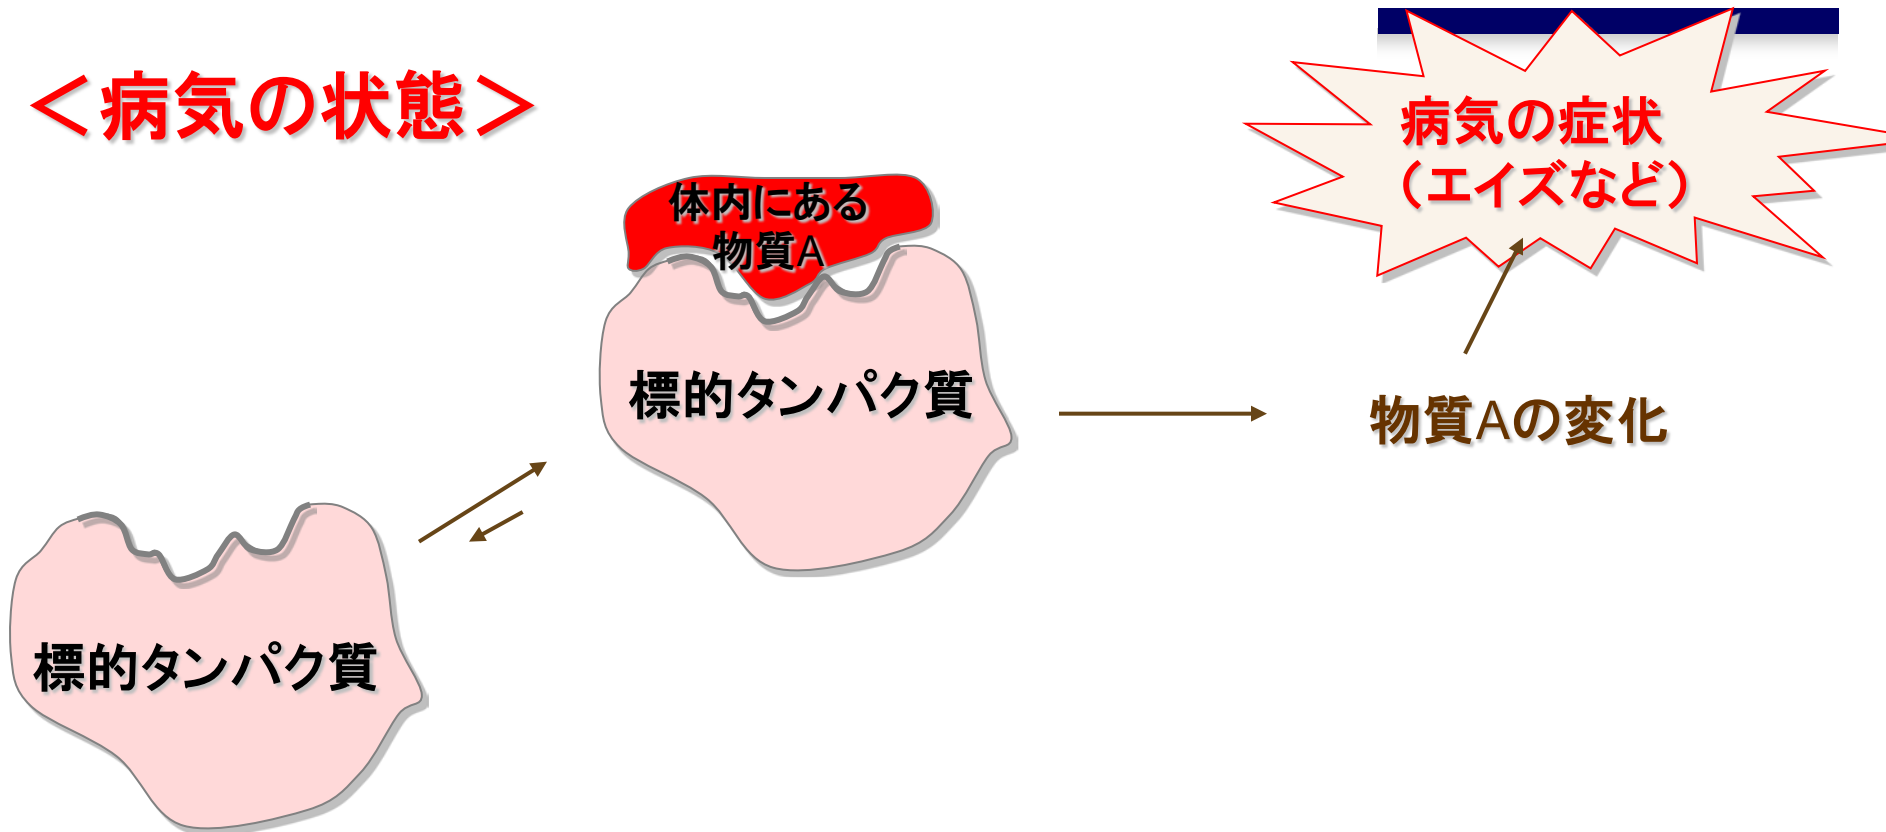 ＜病気の状態＞
病気の症状
（エイズなど）
体内にある
物質A
標的タンパク質
物質Aの変化
標的タンパク質